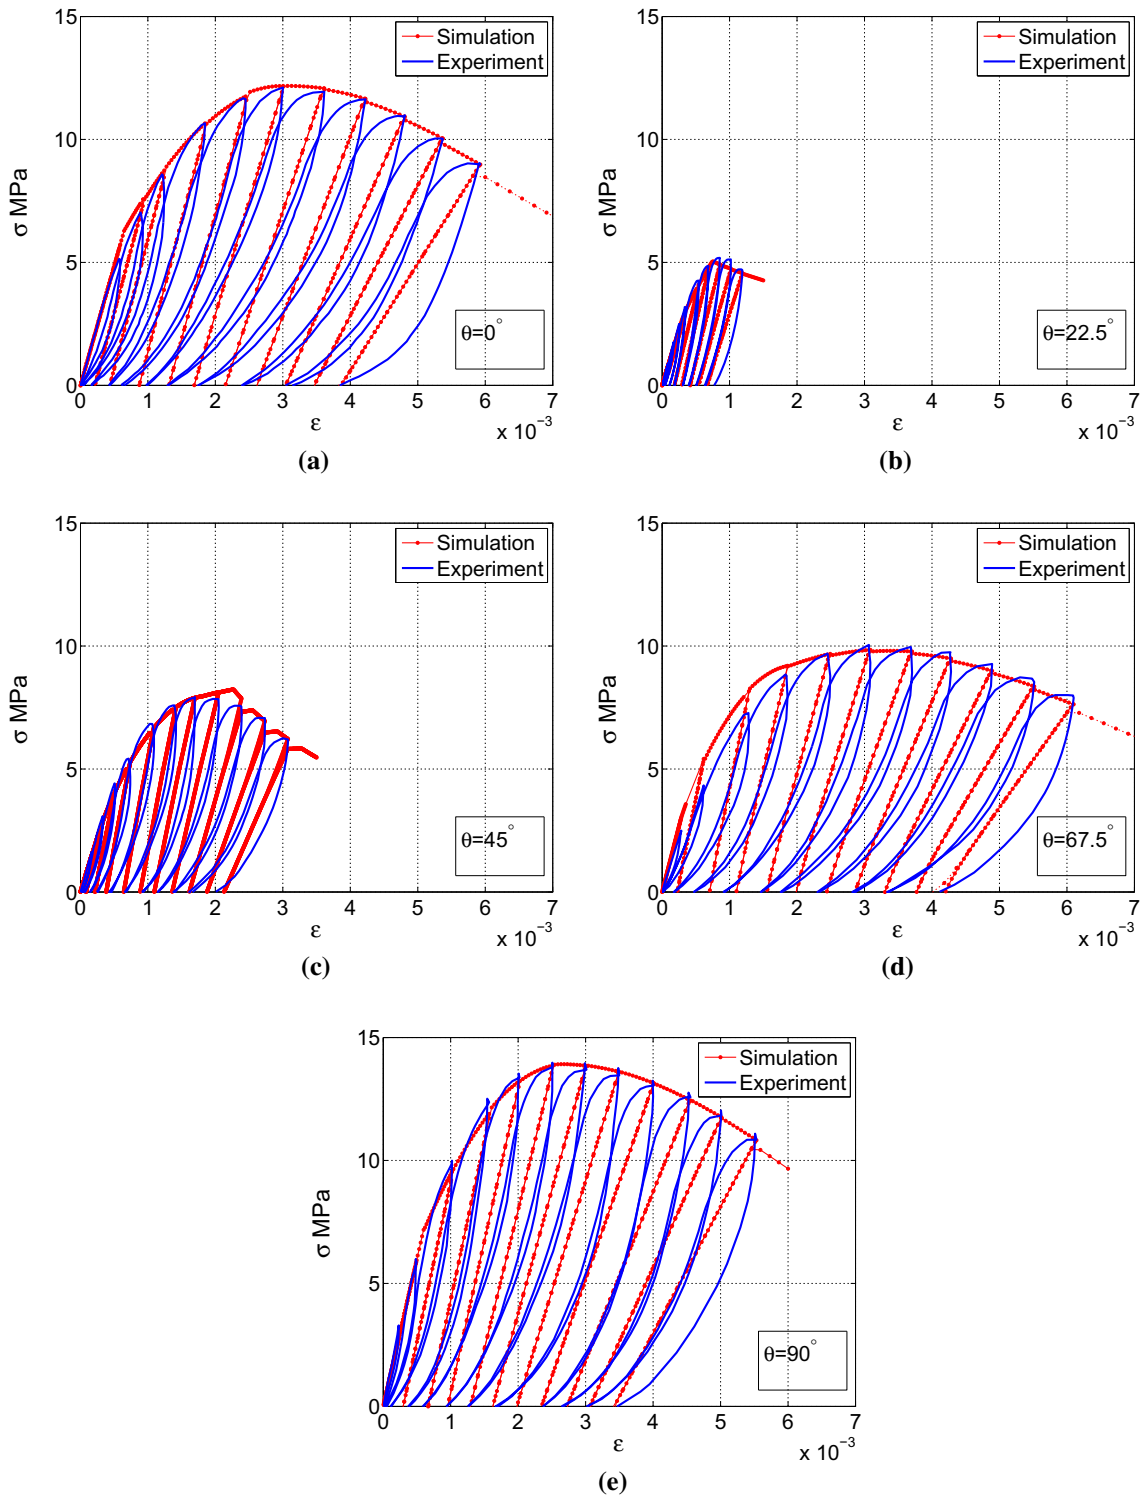 15
10
5
0
σ MPa
Simulation
Experiment
θ=0°
1 2 3 4 5 6 7
ε
x 10⁻³
(a)
15
10
5
0
σ MPa
Simulation
Experiment
θ=22.5°
0 1 2 3 4 5 6 7
ε
x 10⁻³
(b)
15
10
5
0
σ MPa
Simulation
Experiment
θ=45°
0 1 2 3 4 5 6 7
ε
x 10⁻³
(c)
15
10
5
0
σ MPa
Simulation
Experiment
θ=67.5°
0 1 2 3 4 5 6 7
ε
x 10⁻³
(d)
15
10
5
0
σ MPa
Simulation
Experiment
θ=90°
0 1 2 3 4 5 6 7
ε
x 10⁻³
(e)